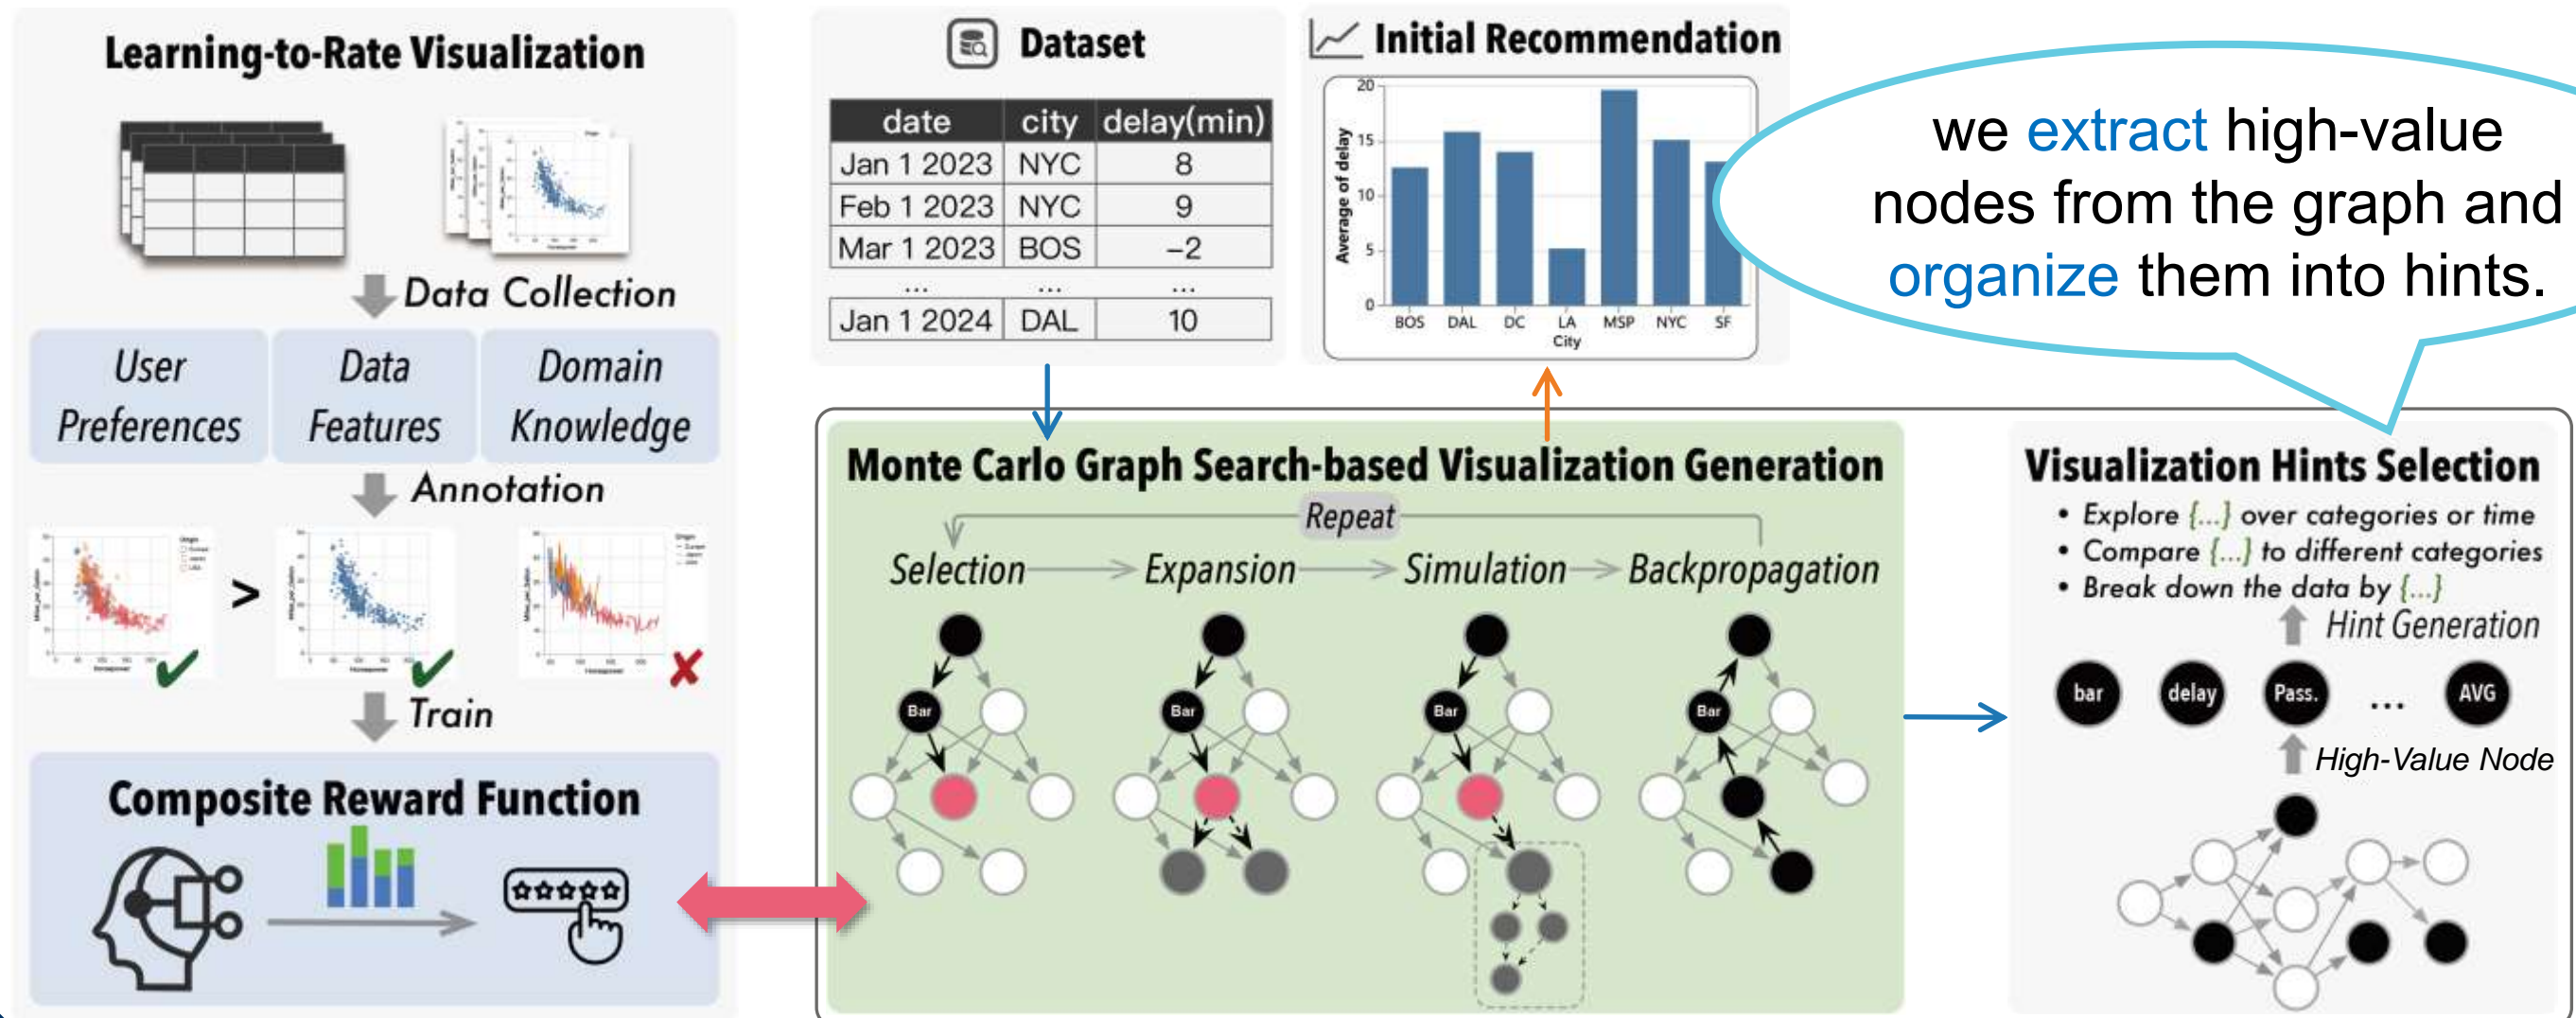 Learning-to-Rate Visualization
Data Collection
User Preferences
Data Features
Domain Knowledge
Annotation
>
Train
Composite Reward Function
Dataset
date city delay(min)
Jan 1 2023 NYC 8
Feb 1 2023 NYC 9
Mar 1 2023 BOS −2
... ... ...
Jan 1 2024 DAL 10
Initial Recommendation
Average of delay
20
15
10
5
0
BOS DAL DC LA MSP NYC SF
City
we extract high-value
nodes from the graph and
organize them into hints.
Monte Carlo Graph Search-based Visualization Generation
Repeat
Selection Expansion Simulation Backpropagation
Bar Bar Bar Bar
Visualization Hints Selection
• Explore {...} over categories or time
• Compare {...} to different categories
• Break down the data by {...}
Hint Generation
bar delay Pass. ... AVG
High-Value Node